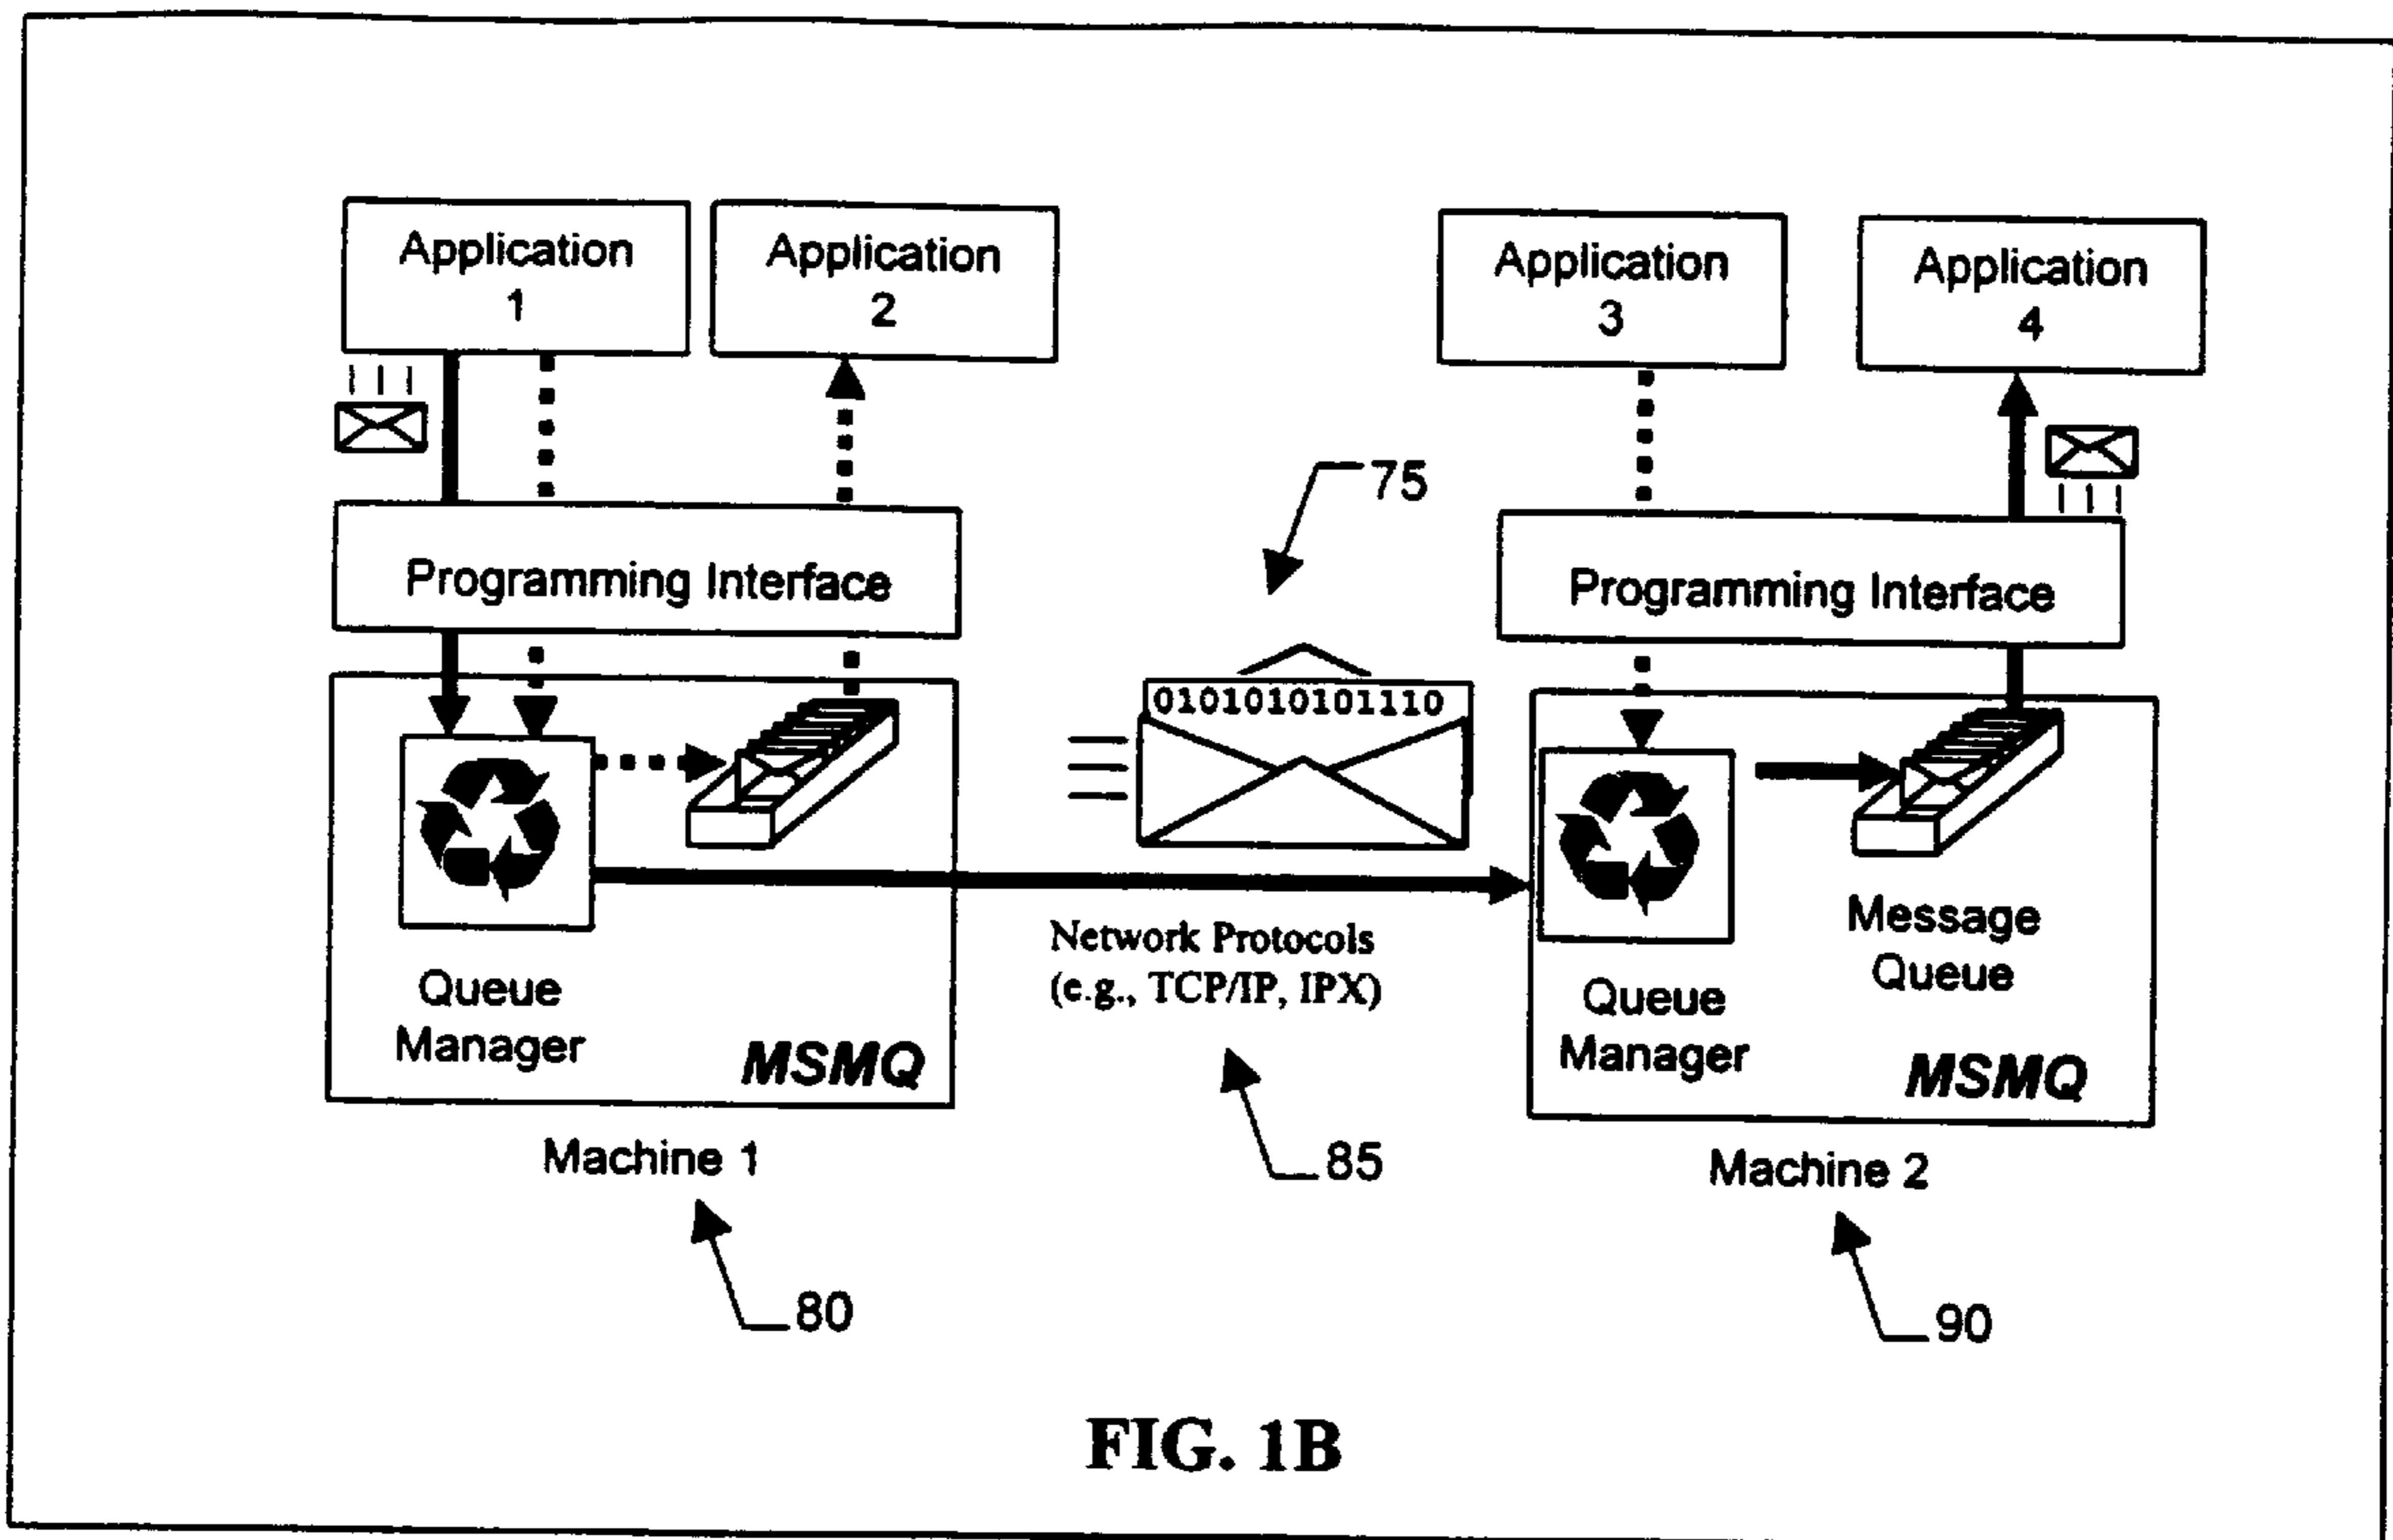 Application
1
Application
2
Application
3
Application
4
75
Programming Interface
Programming Interface
0101010101110
Network Protocols
(e.g., TCP/IP, IPX)
Queue
Manager
MSMQ
Message
Queue
Queue
Manager
MSMQ
Machine 1
85
Machine 2
80
90
FIG. 1B